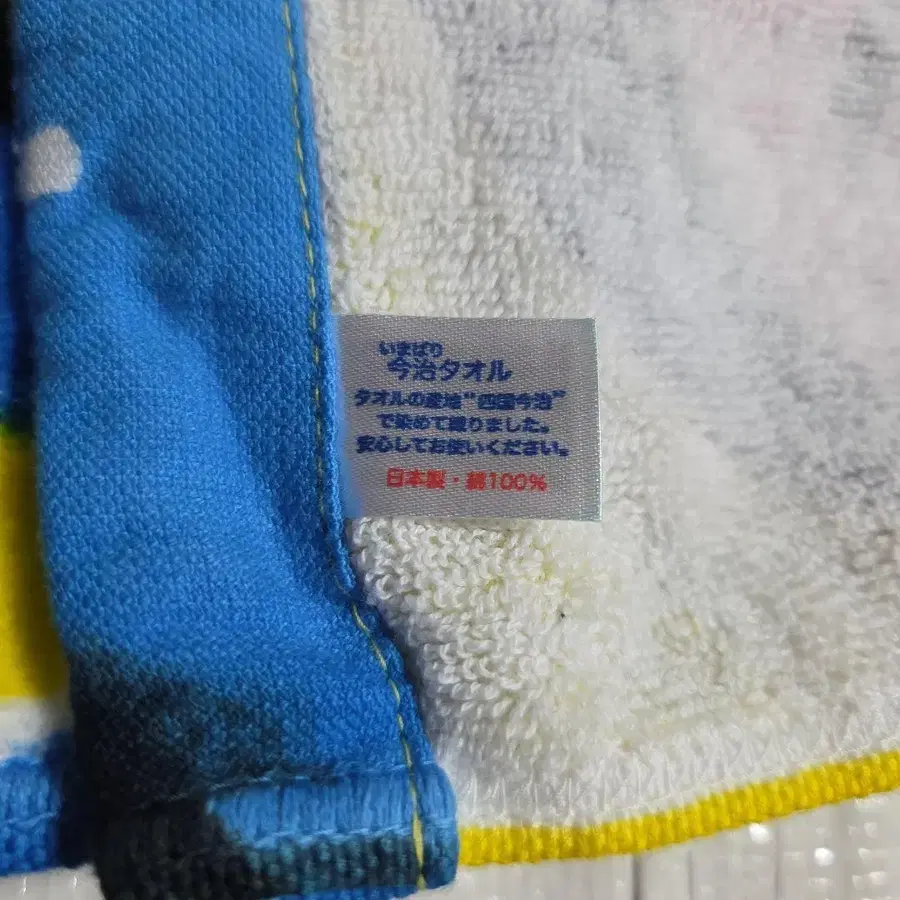 いまばり
今治タオル
タオルの産地“四国今治”
で染めて織りました。
安心してお使いください。
日本製・綿100%